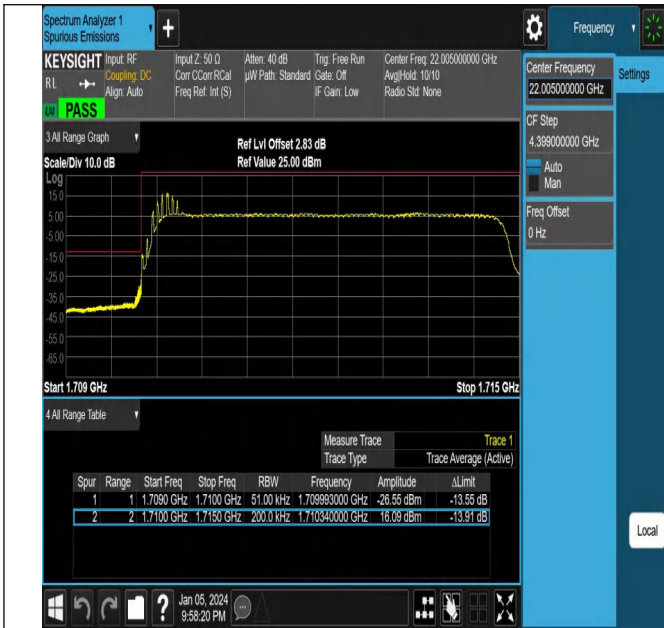 Spectrum Analyzer 1
Spurious Emissions
Frequency
KEYSIGHT
RL
Input: RF
Coupling: DC
Align: Auto
Input Z: 50 Ω
Corr CCorr RCal
Freq Ref: Int (S)
Atten: 40 dB
µW Path: Standard
Trig: Free Run
Gate: Off
IF Gain: Low
Center Freq: 22.005000000 GHz
Avg|Hold: 10/10
Radio Std: None
PASS
Center Frequency
22.005000000 GHz
Settings
CF Step
4.399000000 GHz
Auto
Man
Freq Offset
0 Hz
3 All Range Graph
Ref Lvl Offset 2.83 dB
Scale/Div 10.0 dB
Ref Value 25.00 dBm
Log
15.0
5.00
-5.00
-15.0
-25.0
-35.0
-45.0
-55.0
-65.0
Start 1.709 GHz
Stop 1.715 GHz
4 All Range Table
Measure Trace Trace 1
Trace Type Trace Average (Active)
Spur Range Start Freq Stop Freq RBW Frequency Amplitude ΔLimit
1 1 1.7090 GHz 1.7100 GHz 51.00 kHz 1.709993000 GHz -26.55 dBm -13.55 dB
2 2 1.7100 GHz 1.7150 GHz 200.0 kHz 1.710340000 GHz 16.09 dBm -13.91 dB
Local
Jan 05, 2024
9:58:20 PM